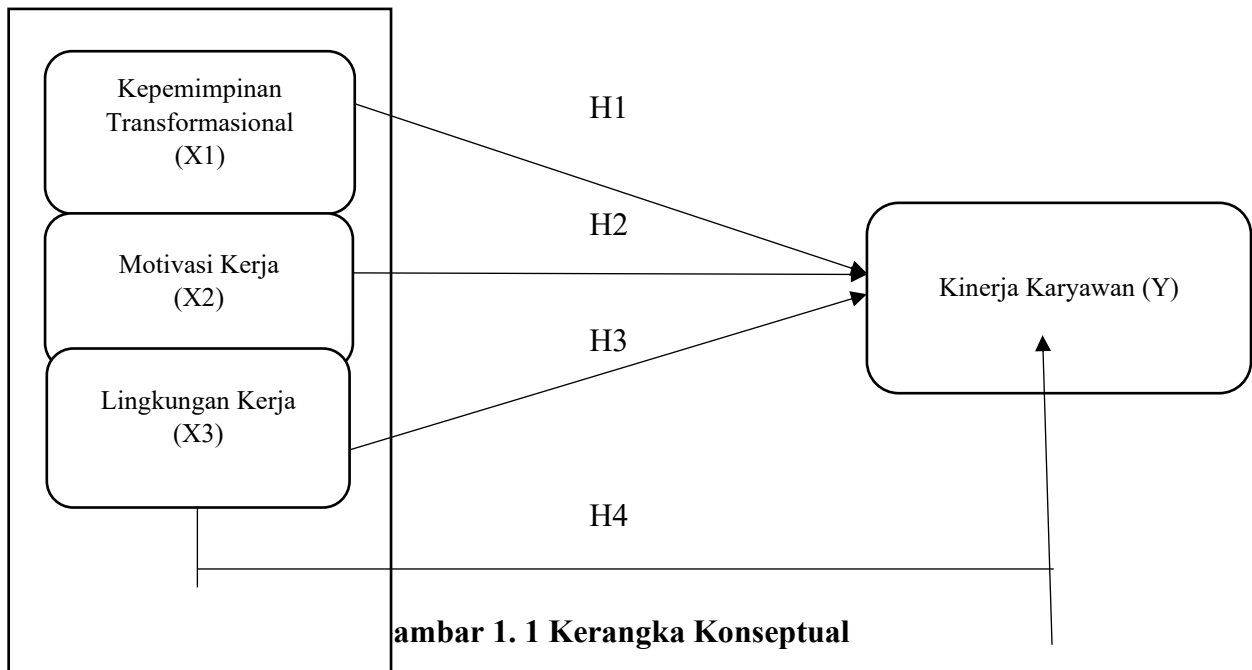 Kepemimpinan
Transformasional
(X1)
Motivasi Kerja
(X2)
Lingkungan Kerja
(X3)
H1
H2
H3
H4
Kinerja Karyawan (Y)
ambar 1. 1 Kerangka Konseptual